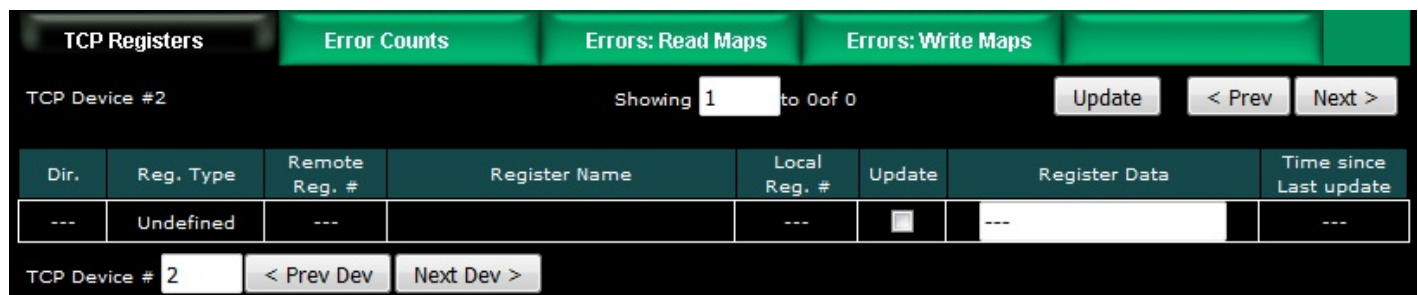 TCP Registers Error Counts Errors: Read Maps Errors: Write Maps
TCP Device #2 Showing 1 to 0of 0 Update < Prev Next >
Dir. Reg. Type Remote Reg. # Register Name Local Reg. # Update Register Data Time since Last update
--- Undefined --- --- --- ---
TCP Device # 2 < Prev Dev Next Dev >